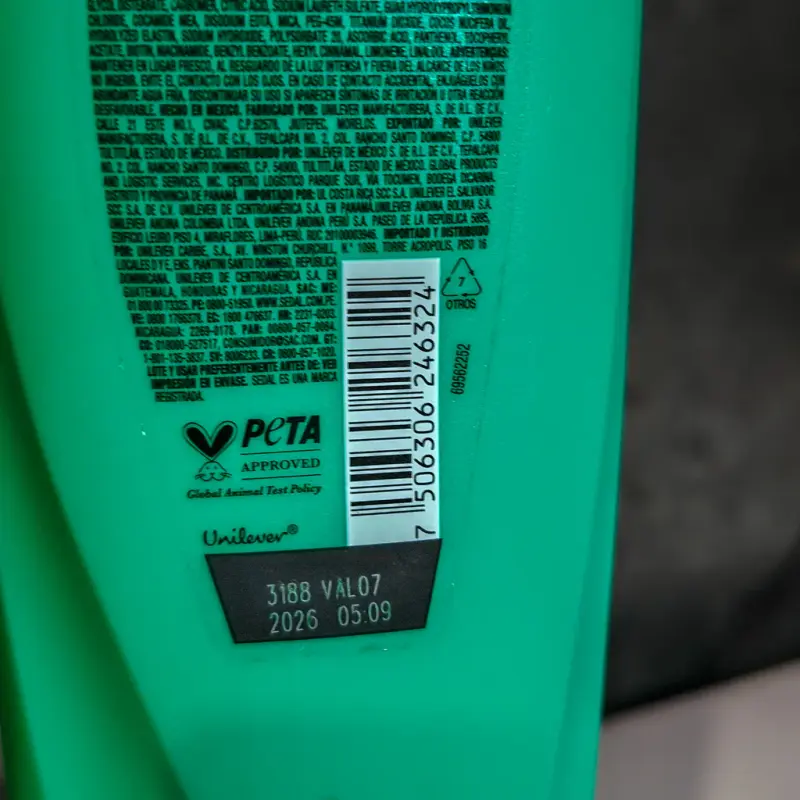 GLYCOL DISTEARATE, CARBOMER, CITRIC ACID, SODIUM LAURETH SULFATE, GUAR HYDROXYPROPYLTRIMONIUM
CHLORIDE, COCAMIDE MEA, DISODIUM EDTA, MICA, PEG-45M, TITANIUM DIOXIDE, COCOS NUCIFERA OIL,
HYDROLYZED ELASTIN, SODIUM HYDROXIDE, POLYSORBATE 20, ASCORBIC ACID, PANTHENOL, TOCOPHERYL
ACETATE, BIOTIN, NIACINAMIDE, BENZYL BENZOATE, HEXYL CINNAMAL, LIMONENE, LINALOOL. ADVERTENCIAS:
MANTENER EN LUGAR FRESCO, AL RESGUARDO DE LA LUZ INTENSA Y FUERA DEL ALCANCE DE LOS NIÑOS
NO INGERIR. EVITE EL CONTACTO CON LOS OJOS. EN CASO DE CONTACTO ACCIDENTAL, ENJUÁGUELOS CON
ABUNDANTE AGUA FRÍA. DISCONTINUAR SU USO SI APARECEN SÍNTOMAS DE IRRITACIÓN U OTRA REACCIÓN
DESFAVORABLE. HECHO EN MÉXICO. FABRICADO POR: UNILEVER MANUFACTURERA, S. DE R.L. DE C.V.
CALLE 21 ESTE NO.1, CIVAC, C.P. 62578, JIUTEPEC, MORELOS. EXPORTADO POR: UNILEVER
MANUFACTURERA, S. DE R.L. DE C.V., TEPALCAPA NO. 2, COL. RANCHO SANTO DOMINGO, C.P. 54900
TULTITLÁN, ESTADO DE MÉXICO. DISTRIBUIDO POR: UNILEVER DE MÉXICO S. DE R.L. DE C.V., TEPALCAPA
NO. 2, COL. RANCHO SANTO DOMINGO, C.P. 54900, TULTITLÁN, ESTADO DE MÉXICO. GLOBAL PRODUCTS
AND LOGISTIC SERVICES, INC. CENTRO LOGÍSTICO PARQUE SUR, VÍA TOCUMEN, BODEGA DICARINA,
DISTRITO Y PROVINCIA DE PANAMÁ. IMPORTADO POR: UL COSTA RICA SCC S.A. UNILEVER EL SALVADOR
SCC S.A. DE C.V. UNILEVER DE CENTROAMÉRICA S.A. EN PANAMÁ. UNILEVER ANDINA BOLIVIA S.A.
UNILEVER ANDINA COLOMBIA LTDA. UNILEVER ANDINA PERÚ S.A. PASEO DE LA REPÚBLICA 5895,
EDIFICIO LEURO PISO 4, MIRAFLORES, LIMA-PERÚ. RUC 20100003946. IMPORTADO Y DISTRIBUIDO
POR: UNILEVER CARIBE, S.A. AV. WINSTON CHURCHILL, N.° 1099, TORRE ACRÓPOLIS, PISO 16
LOCALES D Y E, ENS. PIANTINI SANTO DOMINGO, REPÚBLICA
DOMINICANA. UNILEVER DE CENTROAMÉRICA S.A. EN
GUATEMALA, HONDURAS Y NICARAGUA. SAC: ME:
01 800 00 73325. PE: 0800-51950. WWW.SEDAL.COM.PE.
NICARAGUA: 2269-0178. PAN: 00800-057-0064.
CO: 018000-527517, CONSUMIDOR@SAC.COM. GT:
1-801-135-3837. SV: 8006233. CR: 0800-057-1020.
LOTE Y USAR PREFERENTEMENTE ANTES DE: VER
IMPRESIÓN EN ENVASE. SEDAL ES UNA MARCA
REGISTRADA.
7
OTROS
7 506306 246324
69562252
PETA
APPROVED
Global Animal Test Policy
Unilever®
3188 VAL07
2026 05:09